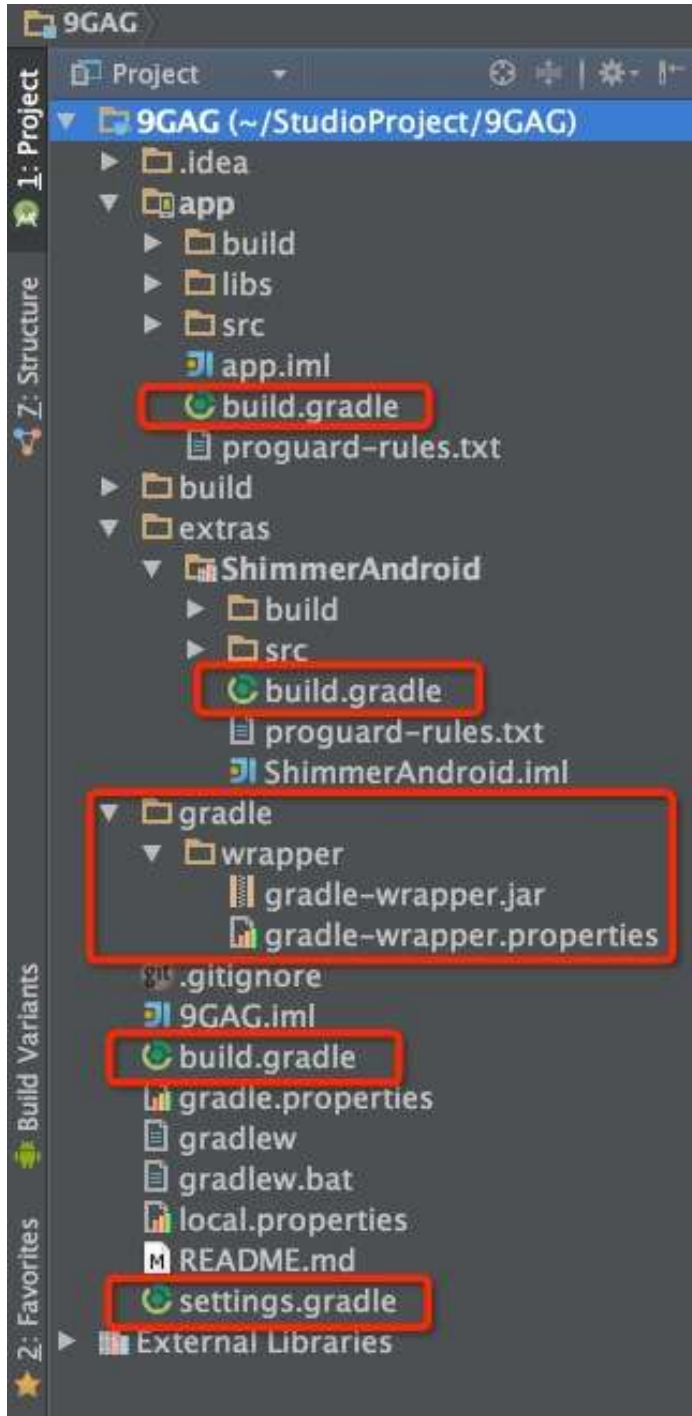 9GAG
Project
9GAG (~/StudioProject/9GAG)
.idea
app
build
libs
src
app.iml
build.gradle
proguard-rules.txt
build
extras
ShimmerAndroid
build
src
build.gradle
proguard-rules.txt
ShimmerAndroid.iml
gradle
wrapper
gradle-wrapper.jar
gradle-wrapper.properties
git .gitignore
9GAG.iml
build.gradle
gradle.properties
gradlew
gradlew.bat
local.properties
M README.md
settings.gradle
External Libraries
1: Project
7: Structure
Build Variants
2: Favorites